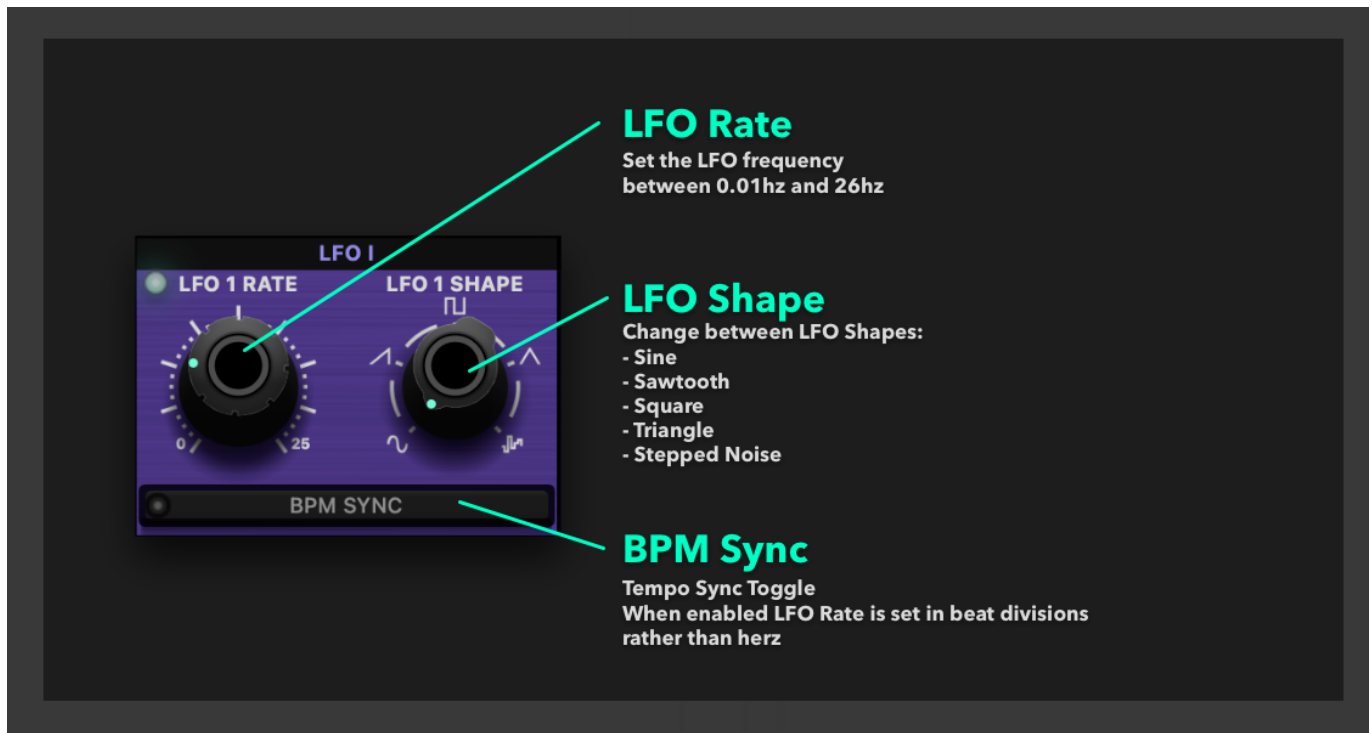 LFO Rate
Set the LFO frequency
between 0.01hz and 26hz
LFO I
LFO 1 RATE
LFO 1 SHAPE
0
25
BPM SYNC
LFO Shape
Change between LFO Shapes:
- Sine
- Sawtooth
- Square
- Triangle
- Stepped Noise
BPM Sync
Tempo Sync Toggle
When enabled LFO Rate is set in beat divisions
rather than herz